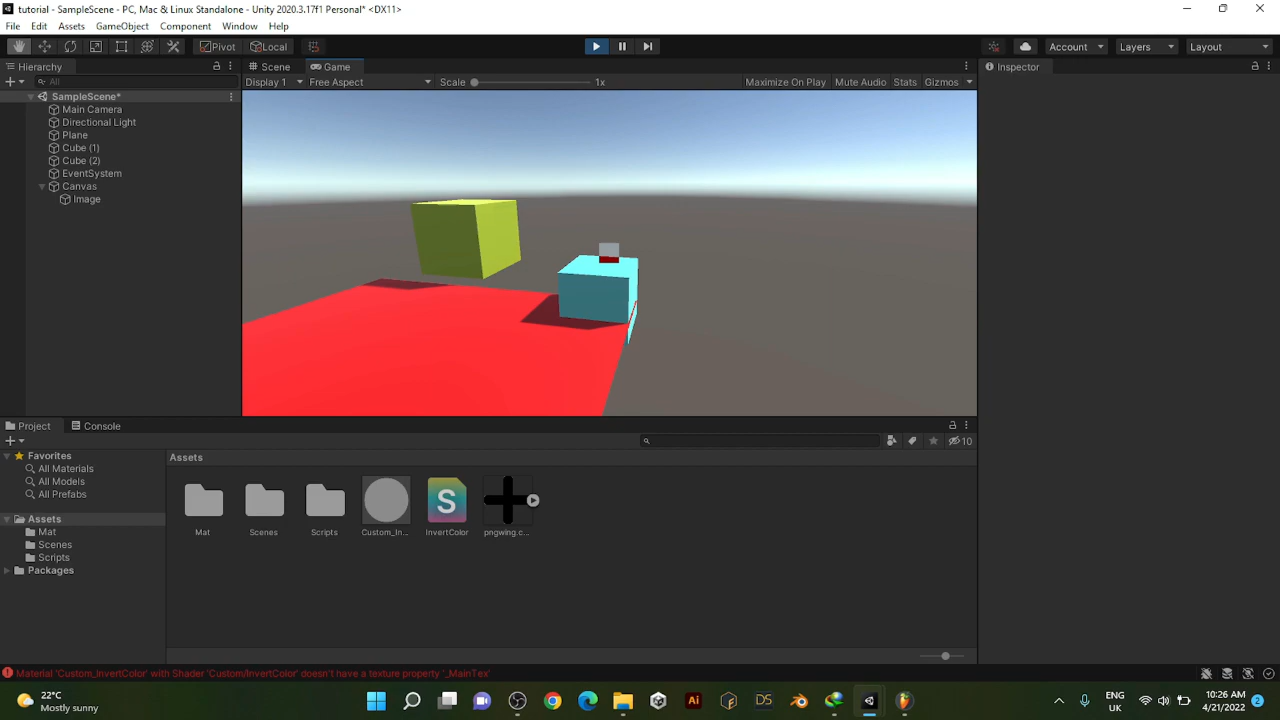 tutorial - SampleScene - PC, Mac & Linux Standalone - Unity 2020.3.17f1 Personal* <DX11>
File Edit Assets GameObject Component Window Help
Pivot Local Account Layers Layout
Hierarchy Scene Game Inspector
All Display 1 Free Aspect Scale 1x Maximize On Play Mute Audio Stats Gizmos
SampleScene*
Main Camera
Directional Light
Plane
Cube (1)
Cube (2)
EventSystem
Canvas
Image
Project Console
10
Favorites Assets
All Materials
All Models
All Prefabs
Assets
Mat
Scenes
Scripts
Packages
S
Mat Scenes Scripts Custom_In... InvertColor pngwing.c...
Material 'Custom_InvertColor' with Shader 'Custom/InvertColor' doesn't have a texture property '_MainTex'
22°C
Mostly sunny
Ai DS
ENG
UK
10:26 AM
4/21/2022
2